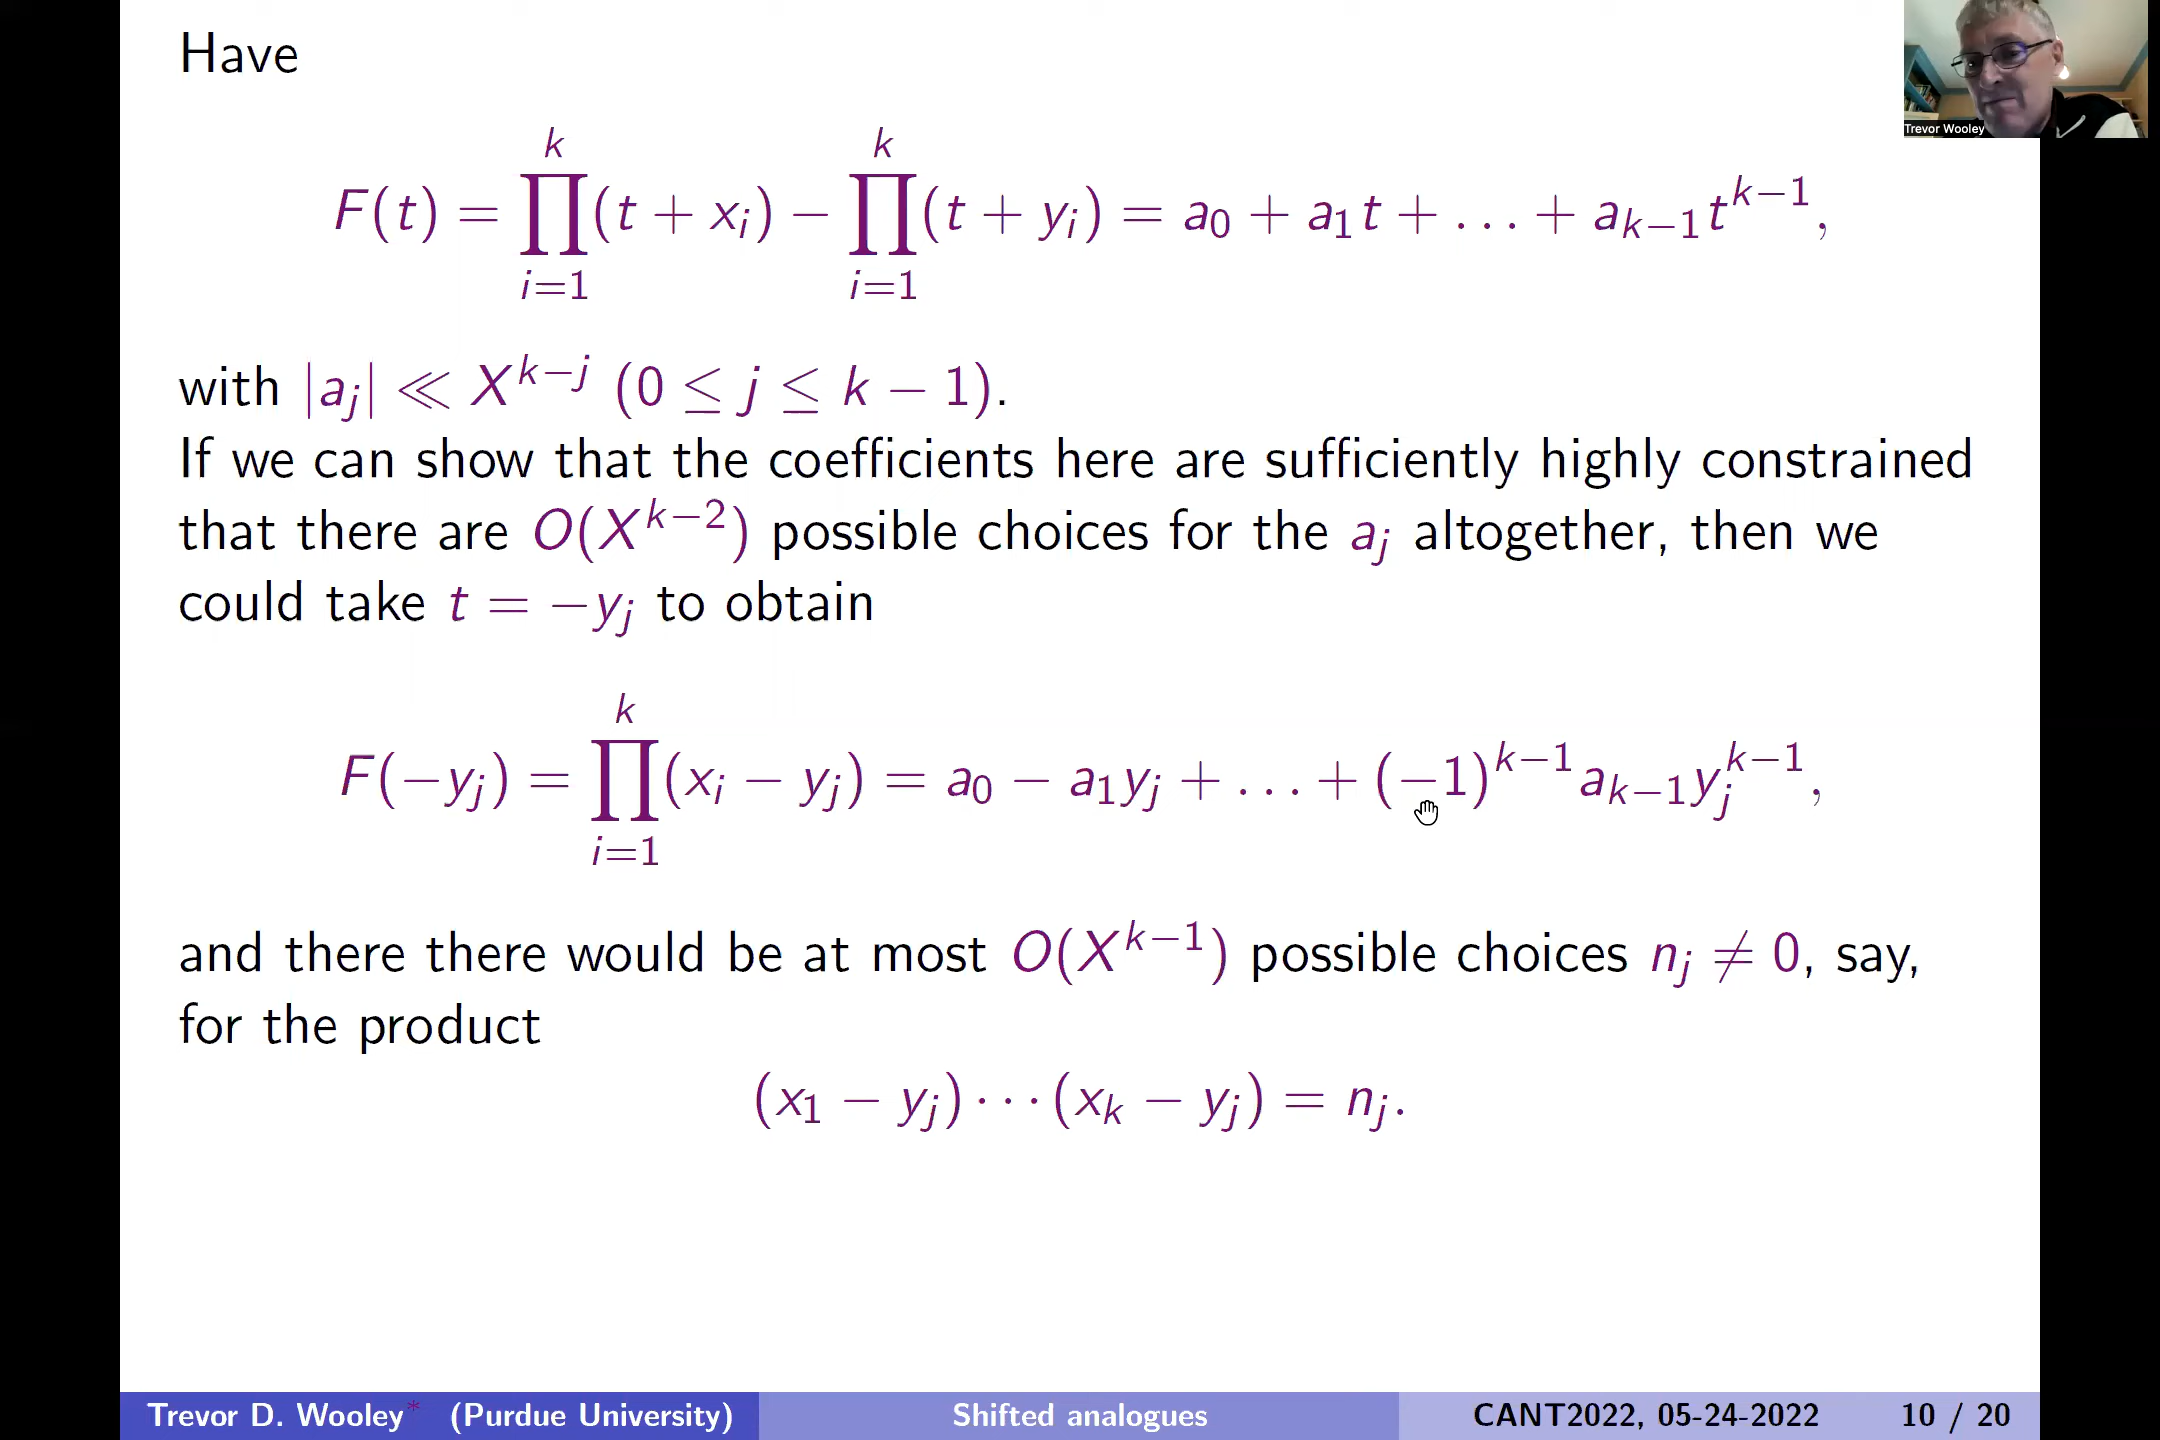 Have
Trevor Wooley
F(t) = ∏_{i=1}^{k} (t + x_i) − ∏_{i=1}^{k} (t + y_i) = a_0 + a_1 t + … + a_{k−1} t^{k−1},
with |a_j| ≪ X^{k−j} (0 ≤ j ≤ k − 1).
If we can show that the coefficients here are sufficiently highly constrained
that there are O(X^{k−2}) possible choices for the a_j altogether, then we
could take t = −y_j to obtain
F(−y_j) = ∏_{i=1}^{k} (x_i − y_j) = a_0 − a_1 y_j + … + (−1)^{k−1} a_{k−1} y_j^{k−1},
and there there would be at most O(X^{k−1}) possible choices n_j ≠ 0, say,
for the product
(x_1 − y_j) ⋯ (x_k − y_j) = n_j.
Trevor D. Wooley* (Purdue University) Shifted analogues CANT2022, 05-24-2022 10 / 20